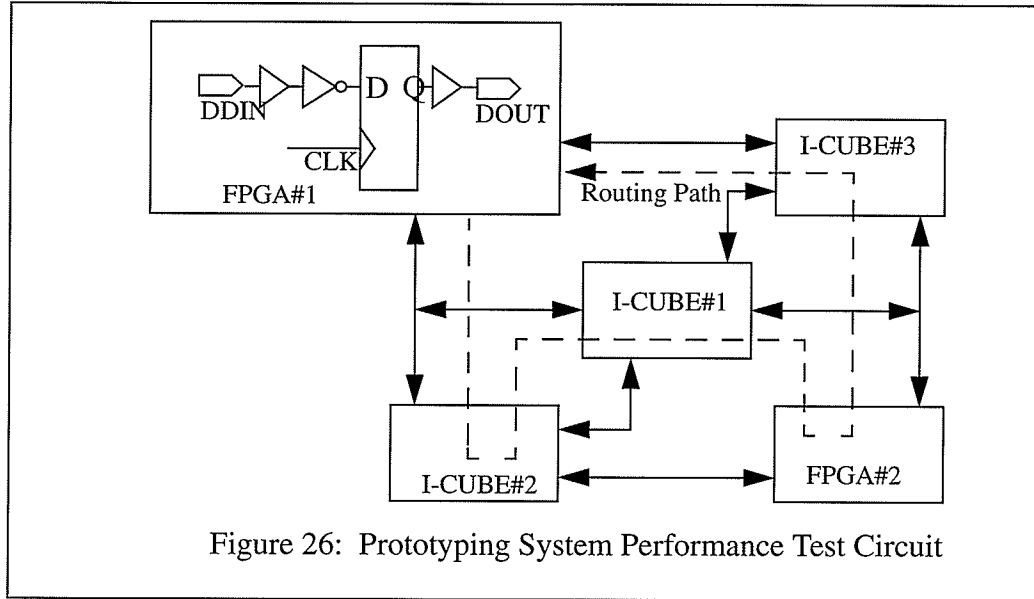 D Q
DDIN
DOUT
CLK
FPGA#1
I-CUBE#3
Routing Path
I-CUBE#1
I-CUBE#2
FPGA#2
Figure 26: Prototyping System Performance Test Circuit